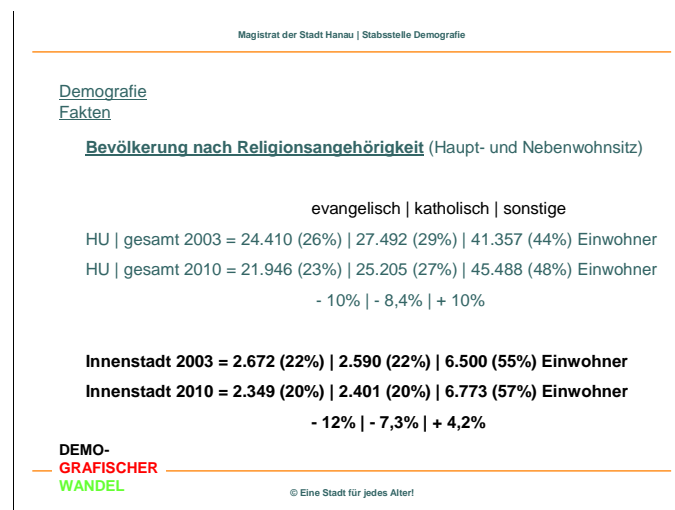 Magistrat der Stadt Hanau | Stabsstelle Demografie
Demografie
Fakten
Bevölkerung nach Religionsangehörigkeit (Haupt- und Nebenwohnsitz)
evangelisch | katholisch | sonstige
HU | gesamt 2003 = 24.410 (26%) | 27.492 (29%) | 41.357 (44%) Einwohner
HU | gesamt 2010 = 21.946 (23%) | 25.205 (27%) | 45.488 (48%) Einwohner
- 10% | - 8,4% | + 10%
Innenstadt 2003 = 2.672 (22%) | 2.590 (22%) | 6.500 (55%) Einwohner
Innenstadt 2010 = 2.349 (20%) | 2.401 (20%) | 6.773 (57%) Einwohner
- 12% | - 7,3% | + 4,2%
DEMO-
GRAFISCHER
WANDEL
© Eine Stadt für jedes Alter!